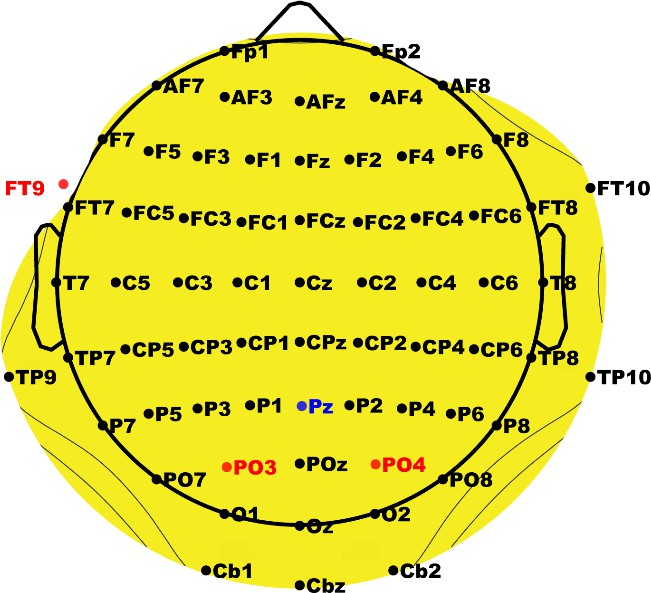 Fp1 Fp2
AF7 AF3 AFz AF4 AF8
F7 F5 F3 F1 Fz F2 F4 F6 F8
FT9 FT10
FT7 FC5 FC3 FC1 FCz FC2 FC4 FC6 FT8
T7 C5 C3 C1 Cz C2 C4 C6 T8
TP7 CP5 CP3 CP1 CPz CP2 CP4 CP6 TP8
TP9 TP10
P7 P5 P3 P1 Pz P2 P4 P6 P8
PO7 PO3 POz PO4 PO8
O1 Oz O2
Cb1 Cbz Cb2